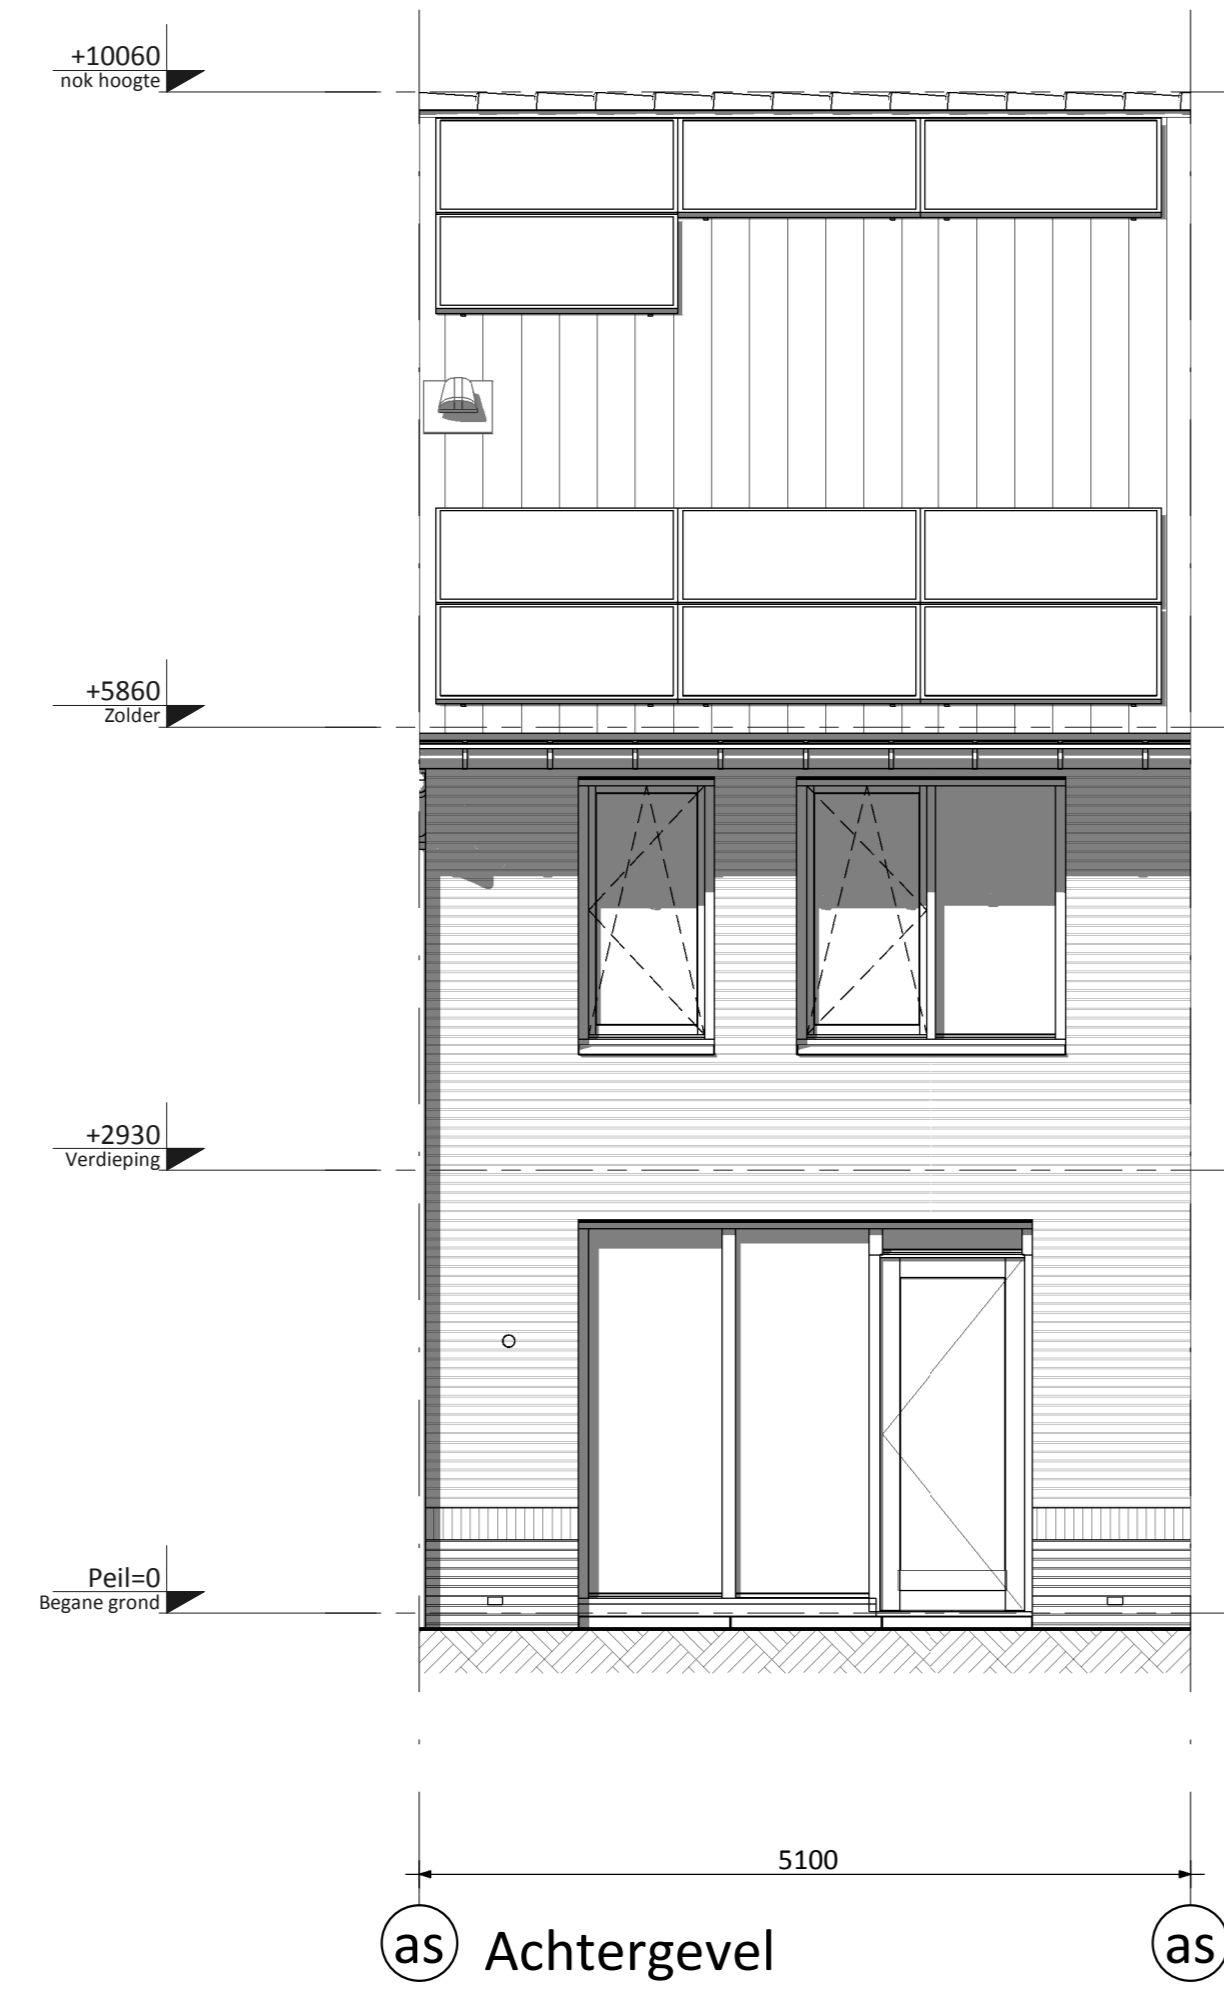 +10060
nok hoogte
+5860
Zolder
+2930
Verdieping
Peil=0
Begane grond
5100
as Achtergevel as